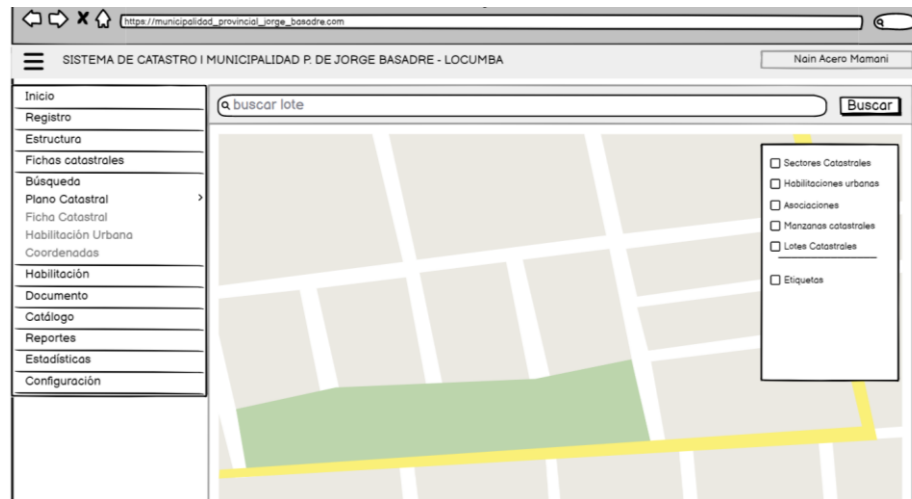 https://municipalidad_provincial_jorge_basadre.com
SISTEMA DE CATASTRO I MUNICIPALIDAD P. DE JORGE BASADRE - LOCUMBA
Nain Acero Mamani
Inicio
Registro
Estructura
Fichas catastrales
Búsqueda
Plano Catastral >
Ficha Catastral
Habilitación Urbana
Coordenadas
Habilitación
Documento
Catálogo
Reportes
Estadísticas
Configuración
buscar lote
Buscar
Sectores Catastrales
Habilitaciones urbanas
Asociaciones
Manzanas catastrales
Lotes Catastrales
Etiquetas